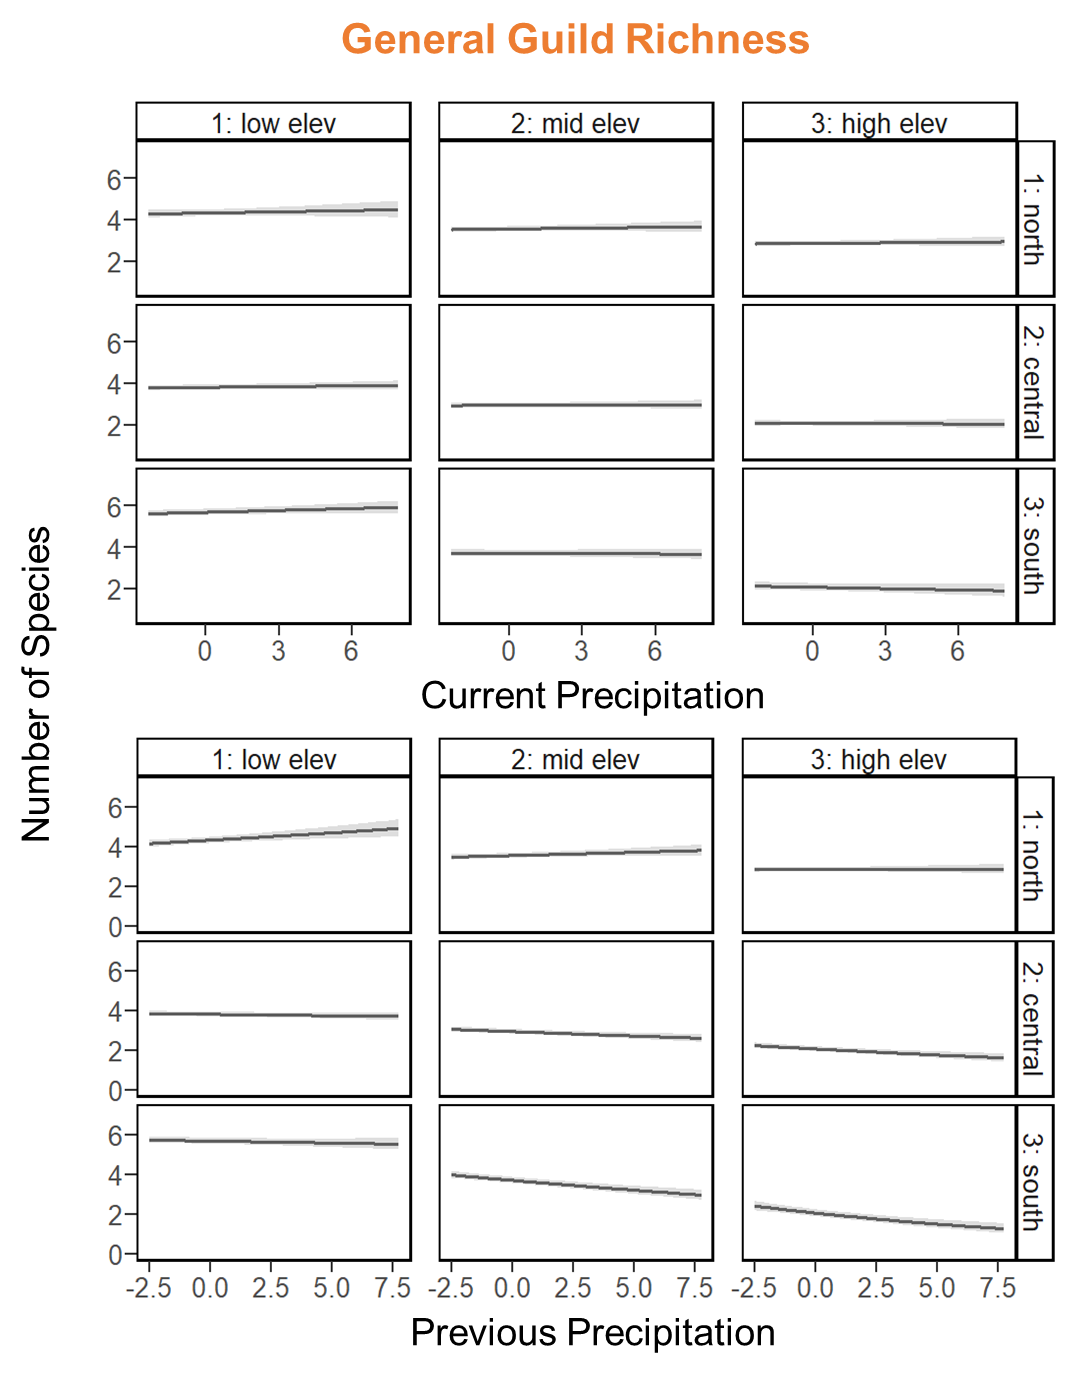 General Guild Richness
1: low elev
2: mid elev
3: high elev
6
4
2
1: north
6
4
2
2: central
6
4
2
3: south
0 3 6
0 3 6
0 3 6
Current Precipitation
Number of Species
1: low elev
2: mid elev
3: high elev
6
4
2
0
1: north
6
4
2
0
2: central
6
4
2
0
3: south
-2.5 0.0 2.5 5.0 7.5
-2.5 0.0 2.5 5.0 7.5
-2.5 0.0 2.5 5.0 7.5
Previous Precipitation